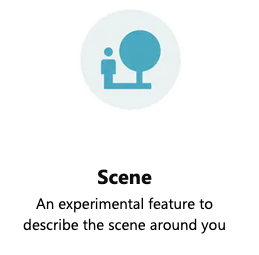 Scene
An experimental feature to
describe the scene around you